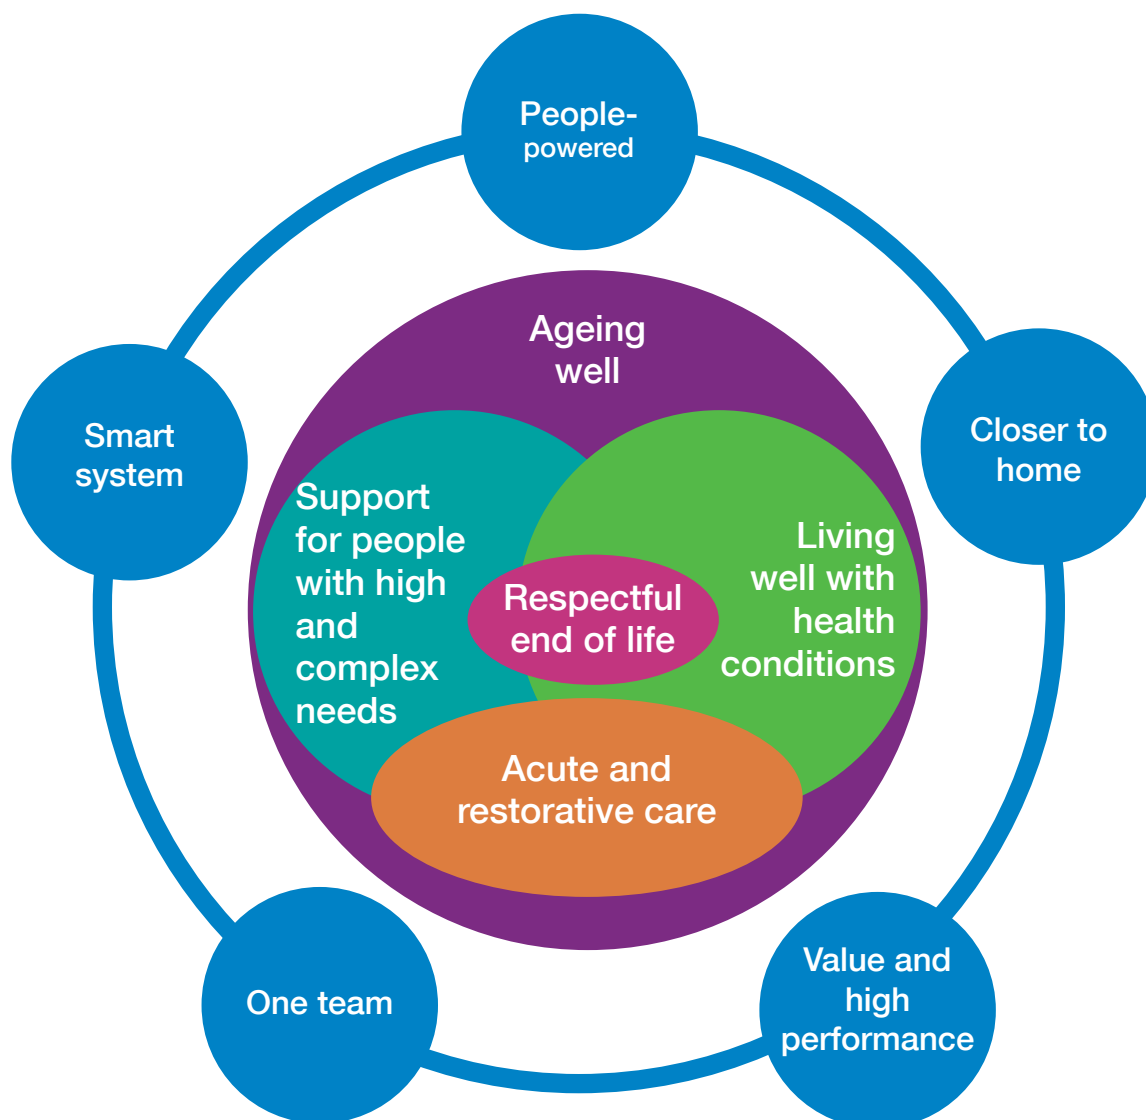 People-
powered
Ageing
well
Smart
system
Closer to
home
Support
for people
with high
and
complex
needs
Living
well with
health
conditions
Respectful
end of life
Acute and
restorative care
One team
Value and
high
performance